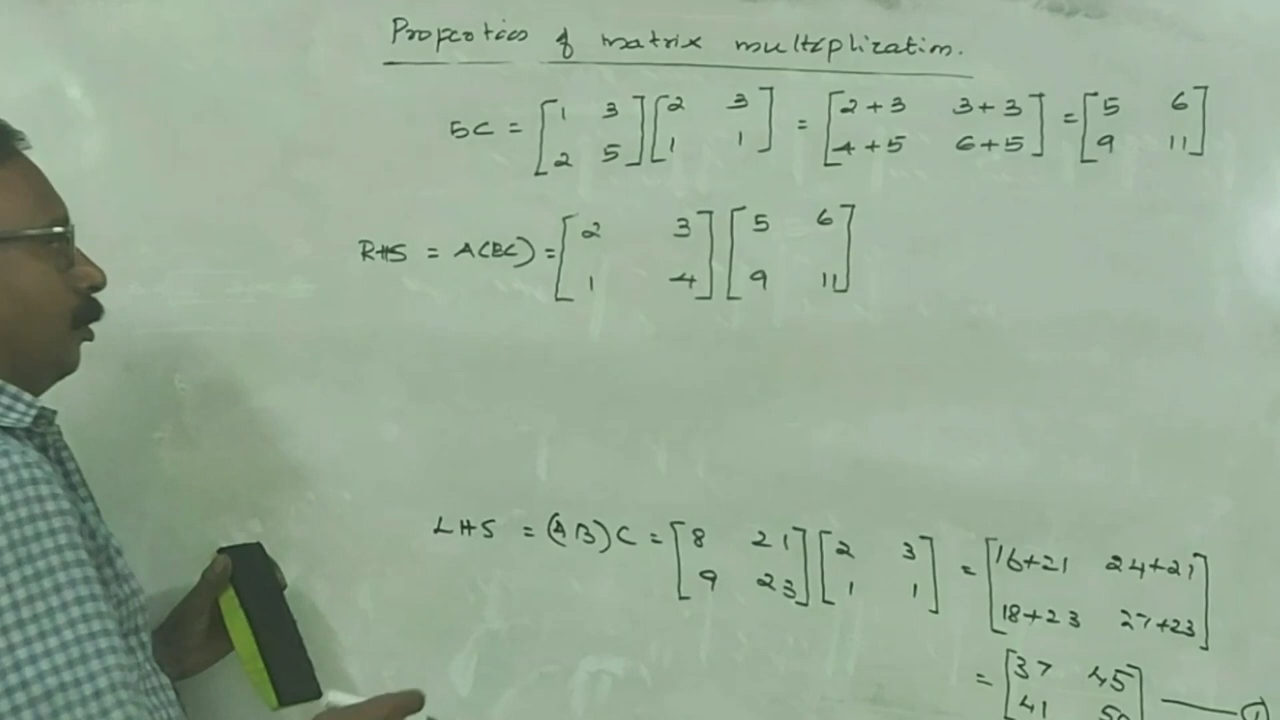 Properties of matrix multiplication.
BC = [1 3 2 5] [2 3 1 1] = [2+3 3+3 4+5 6+5] = [5 6 9 11]
RHS = A(BC) = [2 3 1 4] [5 6 9 11]
LHS = (AB)C = [8 21 9 23] [2 3 1 1] = [16+21 24+21 18+23 27+23]
= [37 45 41 50] — ①